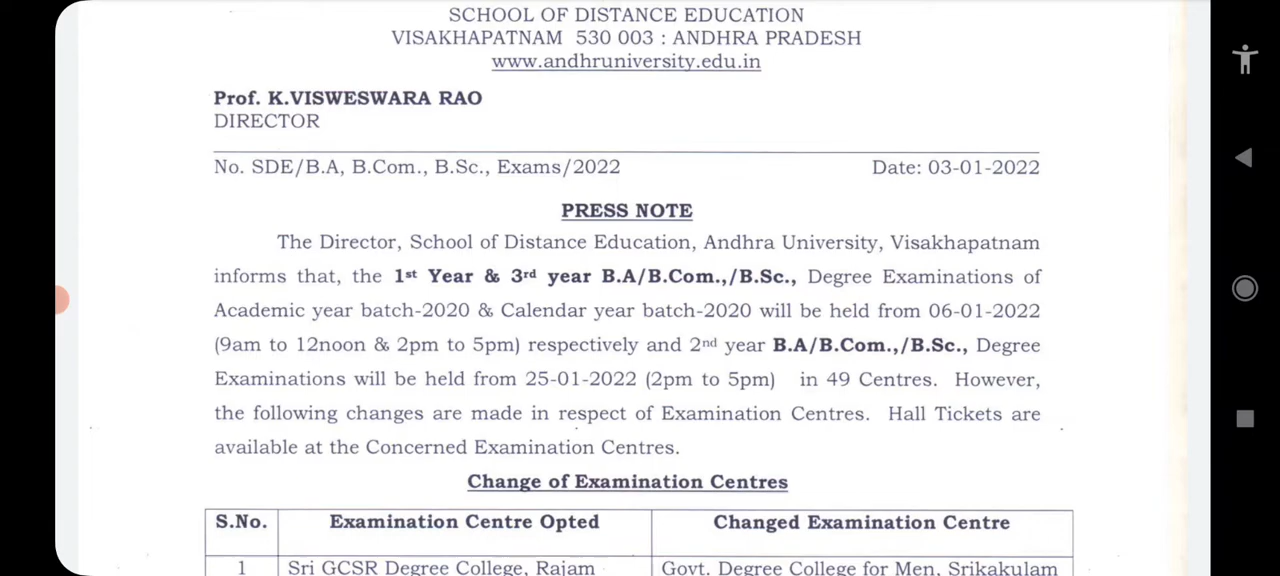 SCHOOL OF DISTANCE EDUCATION
VISAKHAPATNAM 530 003 : ANDHRA PRADESH
www.andhruniversity.edu.in
Prof. K.VISWESWARA RAO
DIRECTOR
No. SDE/B.A, B.Com., B.Sc., Exams/2022 Date: 03-01-2022
PRESS NOTE
The Director, School of Distance Education, Andhra University, Visakhapatnam
informs that, the 1st Year & 3rd year B.A/B.Com.,/B.Sc., Degree Examinations of
Academic year batch-2020 & Calendar year batch-2020 will be held from 06-01-2022
(9am to 12noon & 2pm to 5pm) respectively and 2nd year B.A/B.Com.,/B.Sc., Degree
Examinations will be held from 25-01-2022 (2pm to 5pm) in 49 Centres. However,
the following changes are made in respect of Examination Centres. Hall Tickets are
available at the Concerned Examination Centres.
Change of Examination Centres
S.No. Examination Centre Opted Changed Examination Centre
1 Sri GCSR Degree College, Rajam Govt. Degree College for Men, Srikakulam